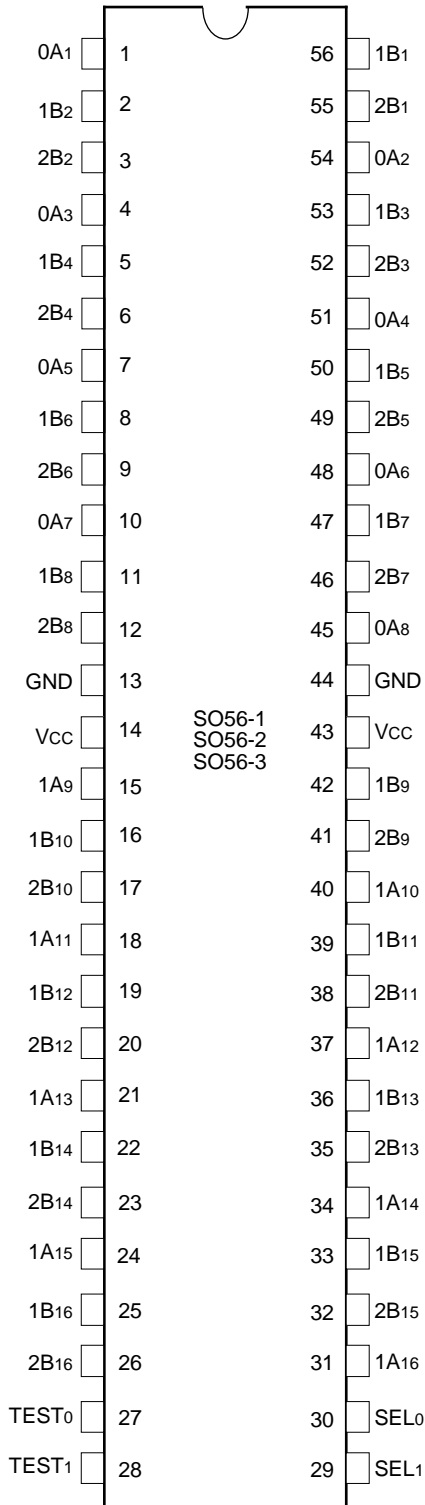 0A1 1 56 1B1
1B2 2 55 2B1
2B2 3 54 0A2
0A3 4 53 1B3
1B4 5 52 2B3
2B4 6 51 0A4
0A5 7 50 1B5
1B6 8 49 2B5
2B6 9 48 0A6
0A7 10 47 1B7
1B8 11 46 2B7
2B8 12 45 0A8
GND 13 44 GND
VCC 14 SO56-1 43 VCC
SO56-2
SO56-3
1A9 15 42 1B9
1B10 16 41 2B9
2B10 17 40 1A10
1A11 18 39 1B11
1B12 19 38 2B11
2B12 20 37 1A12
1A13 21 36 1B13
1B14 22 35 2B13
2B14 23 34 1A14
1A15 24 33 1B15
1B16 25 32 2B15
2B16 26 31 1A16
TEST0 27 30 SEL0
TEST1 28 29 SEL1